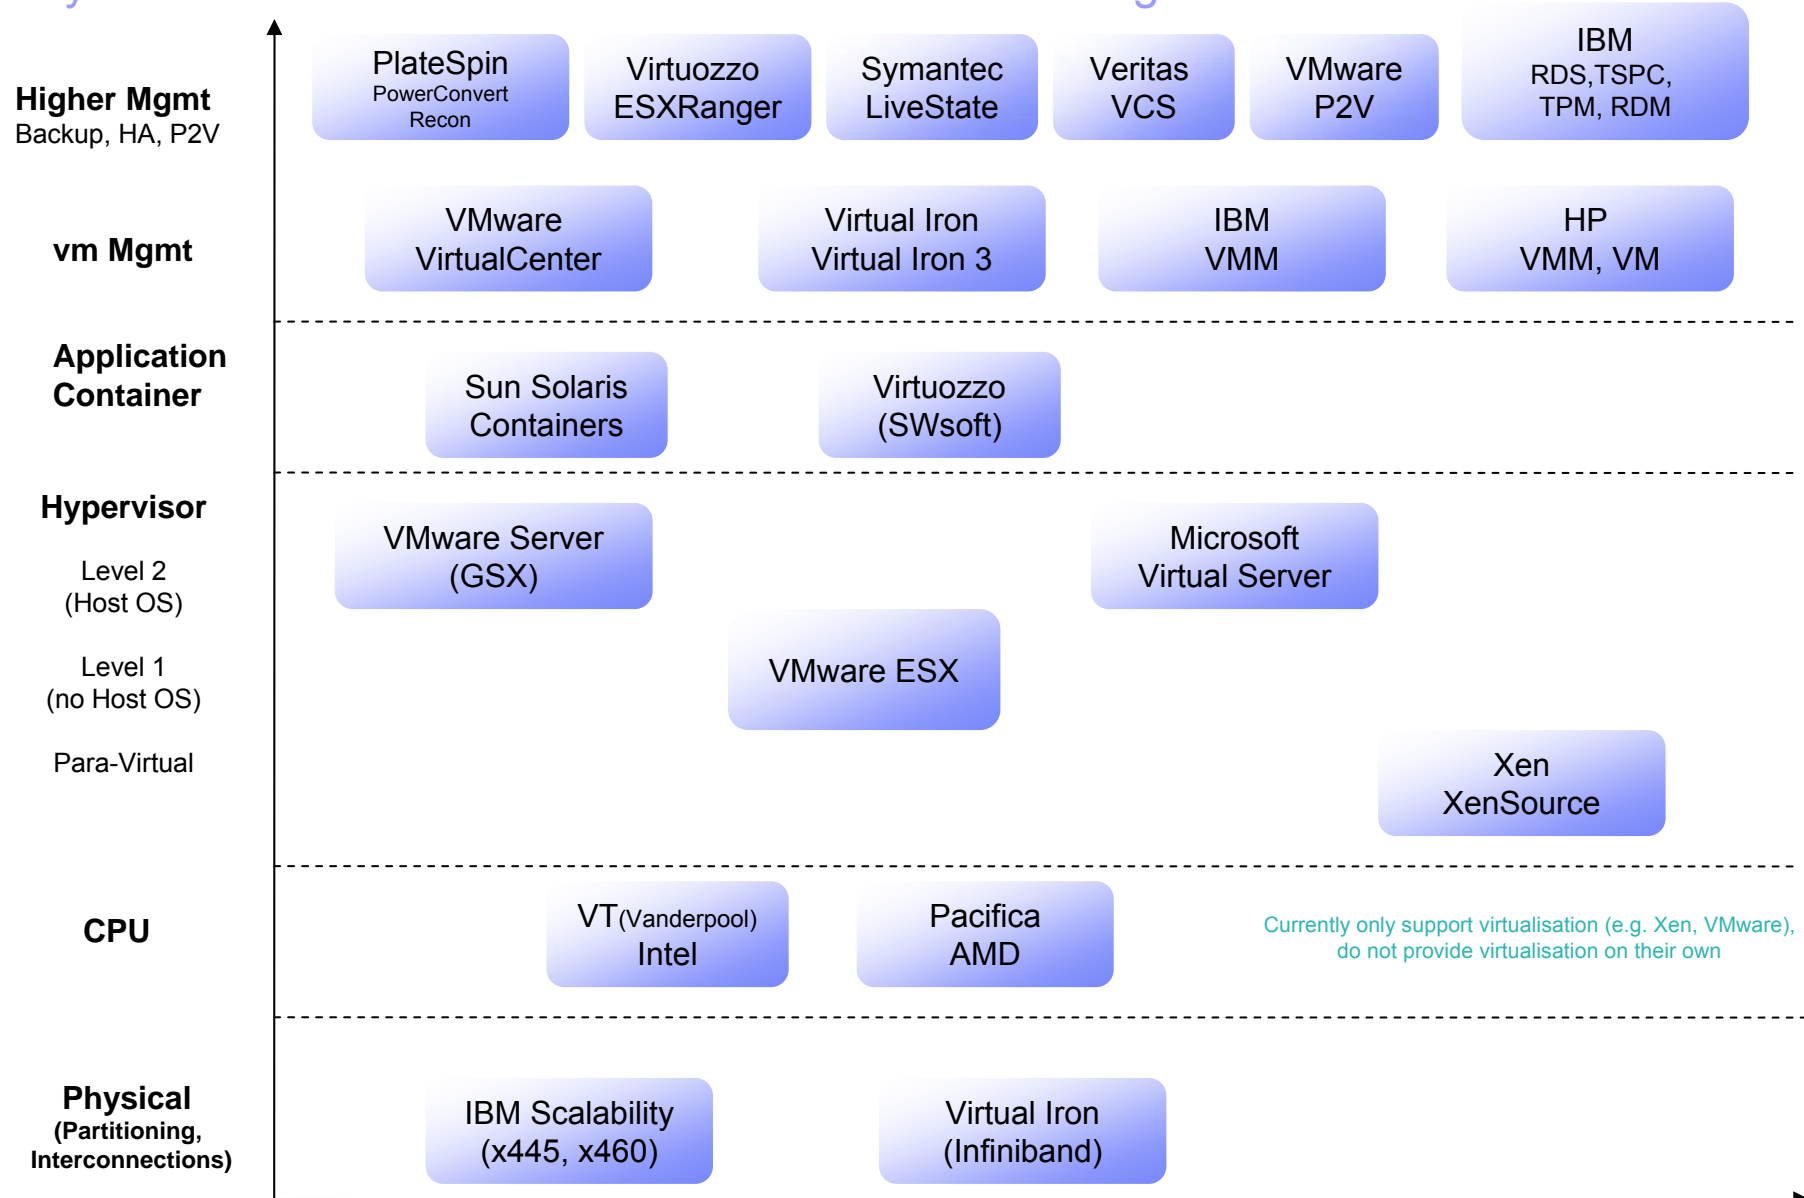 Higher Mgmt
Backup, HA, P2V
PlateSpin
PowerConvert
Recon
Virtuozzo
ESXRanger
Symantec
LiveState
Veritas
VCS
VMware
P2V
IBM
RDS,TSPC,
TPM, RDM
vm Mgmt
VMware
VirtualCenter
Virtual Iron
Virtual Iron 3
IBM
VMM
HP
VMM, VM
Application
Container
Sun Solaris
Containers
Virtuozzo
(SWsoft)
Hypervisor
Level 2
(Host OS)
Level 1
(no Host OS)
Para-Virtual
VMware Server
(GSX)
Microsoft
Virtual Server
VMware ESX
Xen
XenSource
CPU
VT(Vanderpool)
Intel
Pacifica
AMD
Currently only support virtualisation (e.g. Xen, VMware),
do not provide virtualisation on their own
Physical
(Partitioning,
Interconnections)
IBM Scalability
(x445, x460)
Virtual Iron
(Infiniband)